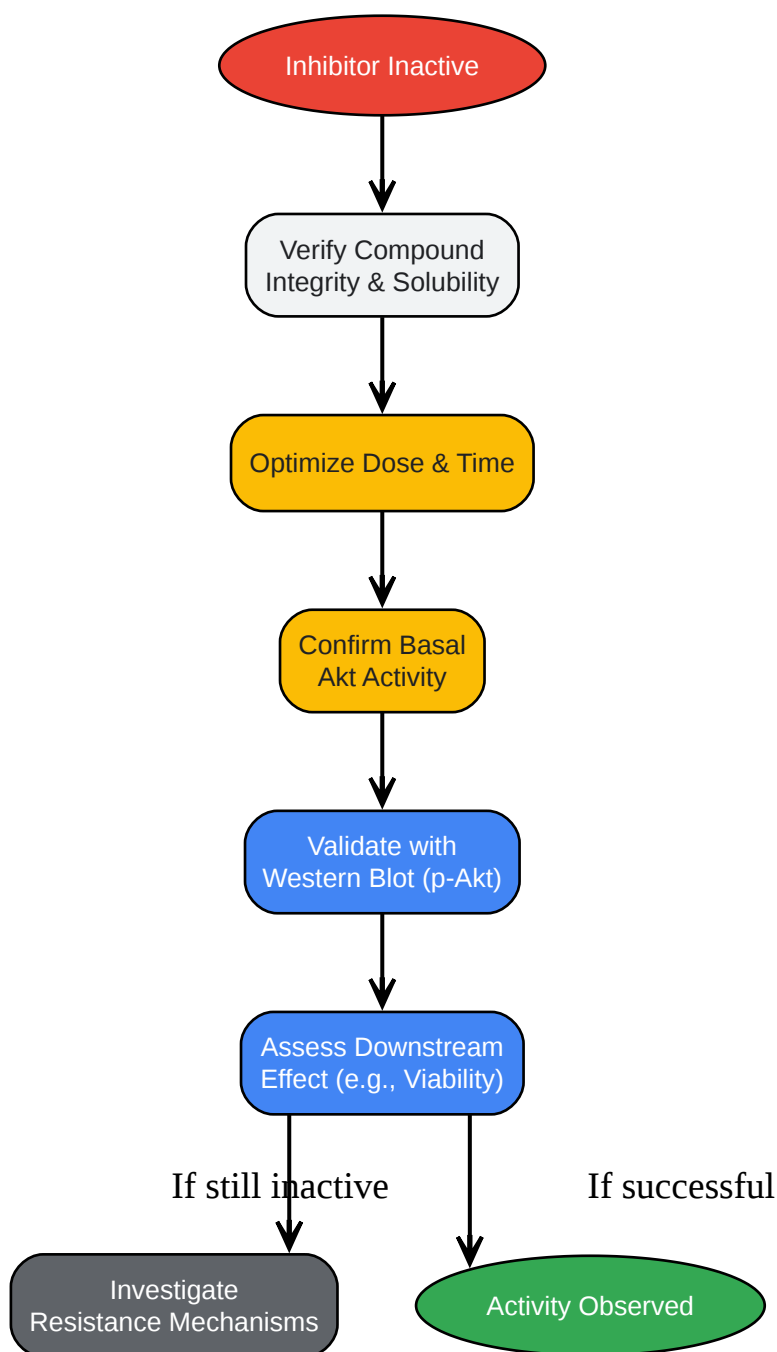 Inhibitor Inactive
Verify Compound
Integrity & Solubility
Optimize Dose & Time
Confirm Basal
Akt Activity
Validate with
Western Blot (p-Akt)
Assess Downstream
Effect (e.g., Viability)
If still inactive
If successful
Investigate
Resistance Mechanisms
Activity Observed